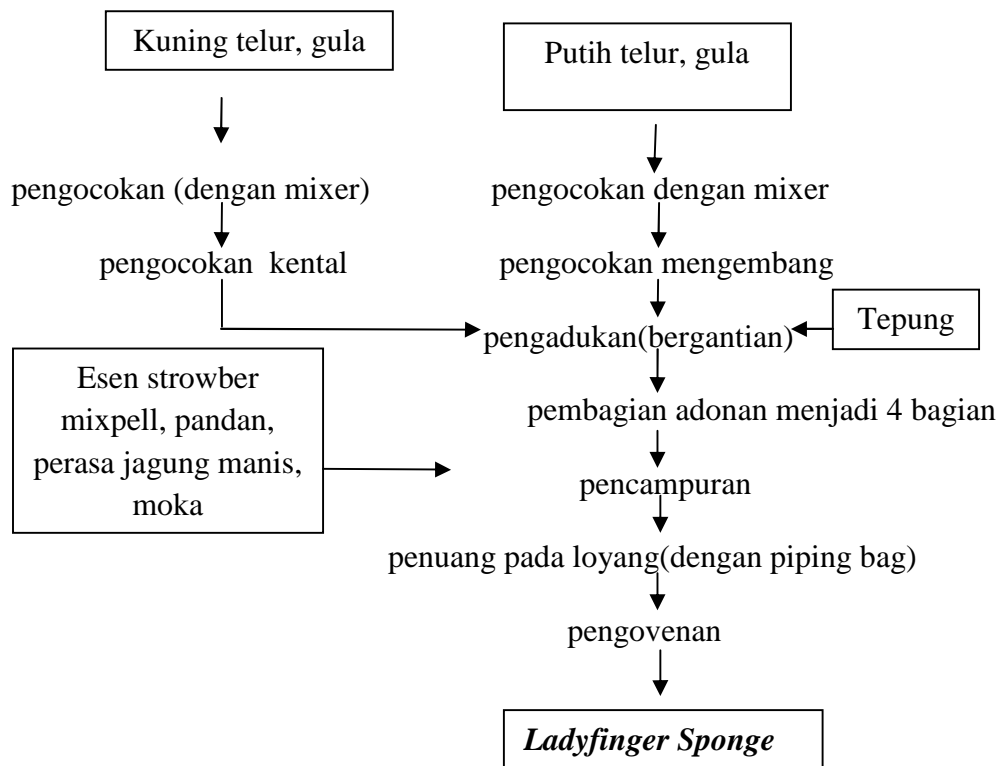 Kuning telur, gula
Putih telur, gula
pengocokan (dengan mixer)
pengocokan dengan mixer
pengocokan  kental
pengocokan mengembang
pengadukan(bergantian)
Tepung
Esen strowber
mixpell, pandan,
perasa jagung manis,
moka
pembagian adonan menjadi 4 bagian
pencampuran
penuang pada loyang(dengan piping bag)
pengovenan
Ladyfinger Sponge